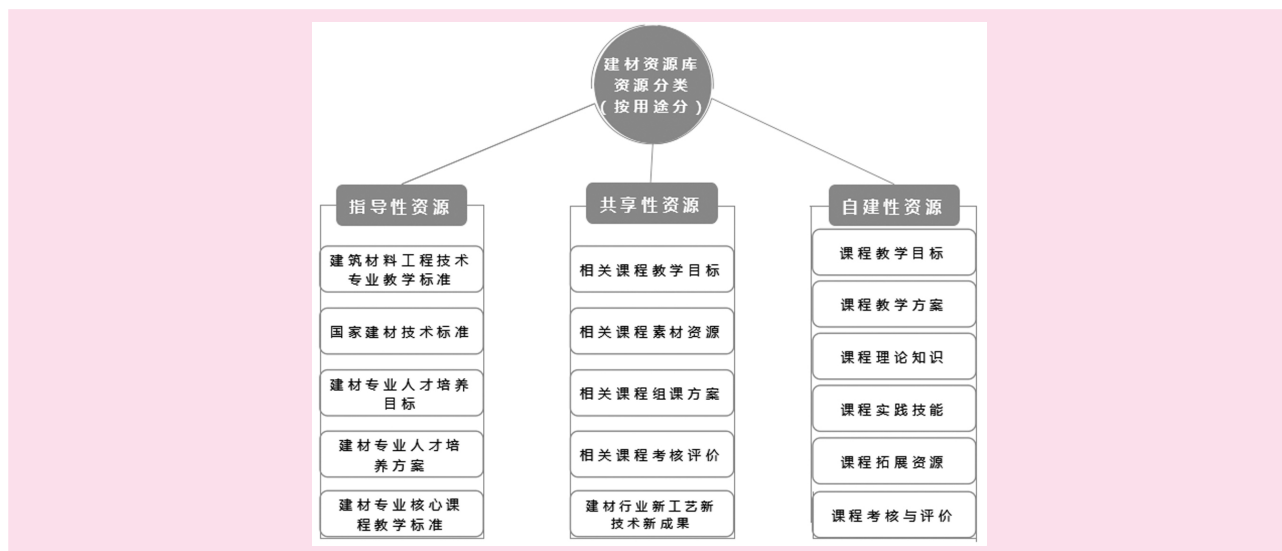 建材资源库
资源分类
（按用途分）
指导性资源
建筑材料工程技术
专业教学标准
国家建材技术标准
建材专业人才培养
目标
建材专业人才培
养方案
建材专业核心课
程教学标准
共享性资源
相关课程教学目标
相关课程素材资源
相关课程组课方案
相关课程考核评价
建材行业新工艺新
技术新成果
自建性资源
课程教学目标
课程教学方案
课程理论知识
课程实践技能
课程拓展资源
课程考核与评价